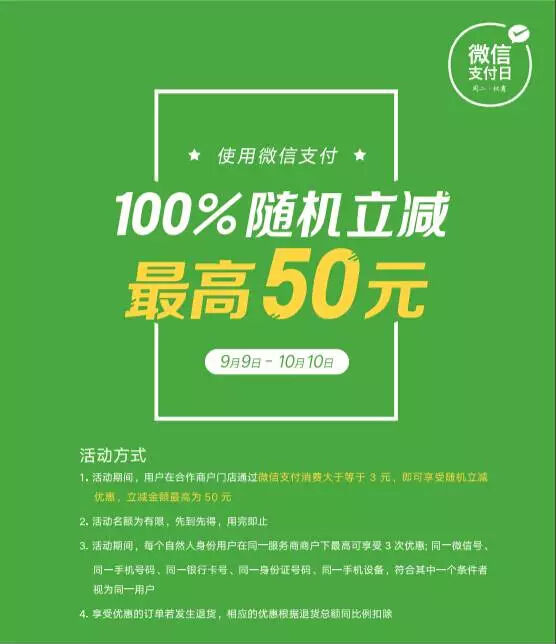 微信
支付日
周二·权禽
★ 使用微信支付 ★
100%随机立减
最高50元
9月9日 - 10月10日
活动方式
1. 活动期间，用户在合作商户门店通过微信支付消费大于等于 3 元，即可享受随机立减
优惠，立减金额最高为 50 元
2. 活动名额为有限，先到先得，用完即止
3. 活动期间，每个自然人身份用户在同一服务商商户下最高可享受 3 次优惠; 同一微信号、
同一手机号码、同一银行卡号、同一身份证号码、同一手机设备，符合其中一个条件者
视为同一用户
4. 享受优惠的订单若发生退货，相应的优惠根据退货总额同比例扣除